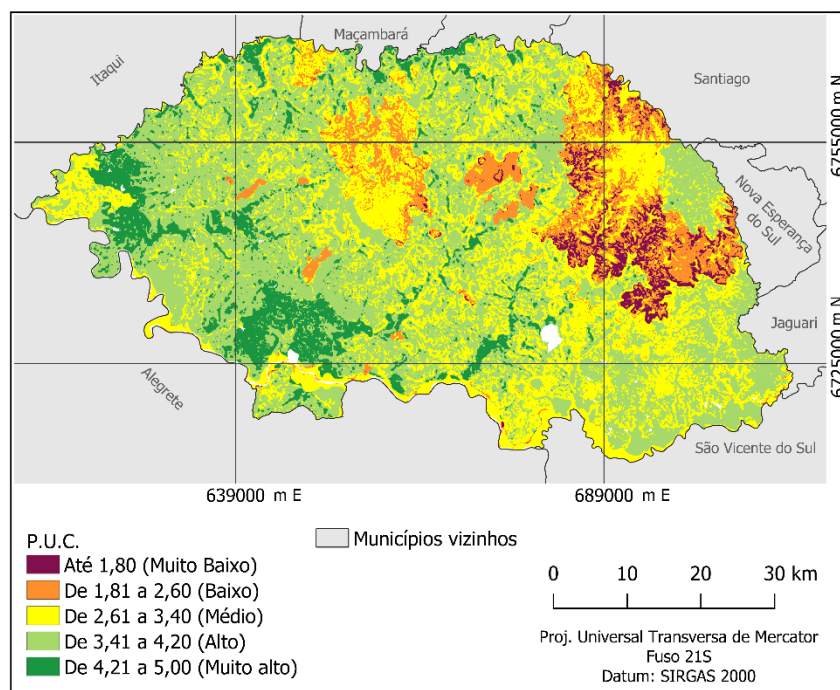 Maçambará
Itaqui
Santiago
6755000 m N
Nova Esperança
do Sul
Jaguari
6725000 m N
Alegrete
São Vicente do Sul
639000 m E
689000 m E
P.U.C.
Até 1,80 (Muito Baixo)
De 1,81 a 2,60 (Baixo)
De 2,61 a 3,40 (Médio)
De 3,41 a 4,20 (Alto)
De 4,21 a 5,00 (Muito alto)
Municípios vizinhos
0 10 20 30 km
Proj. Universal Transversa de Mercator
Fuso 21S
Datum: SIRGAS 2000